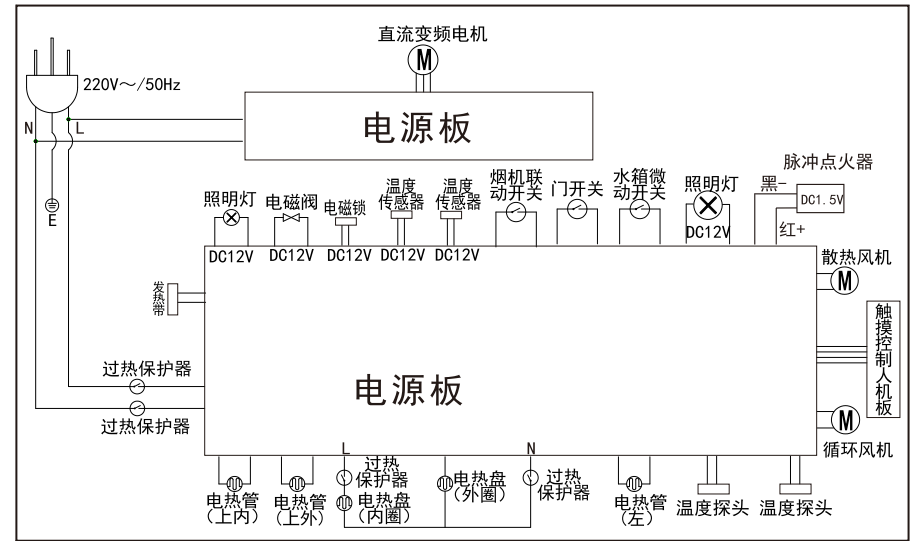 直流变频电机
M
220V～/50Hz
N
L
电源板
E
照明灯
电磁阀
电磁锁
温度
传感器
温度
传感器
烟机联
动开关
门开关
水箱微
动开关
照明灯
脉冲点火器
黑-
DC1.5V
红+
DC12V
DC12V
DC12V
DC12V
DC12V
DC12V
发热带
散热风机
M
触摸控制人机板
过热保护器
过热保护器
电源板
M
循环风机
L
N
电热管
（上内）
电热管
（上外）
过热
保护器
电热盘
（内圈）
电热盘
（外圈）
过热
保护器
电热管
（左）
温度探头
温度探头